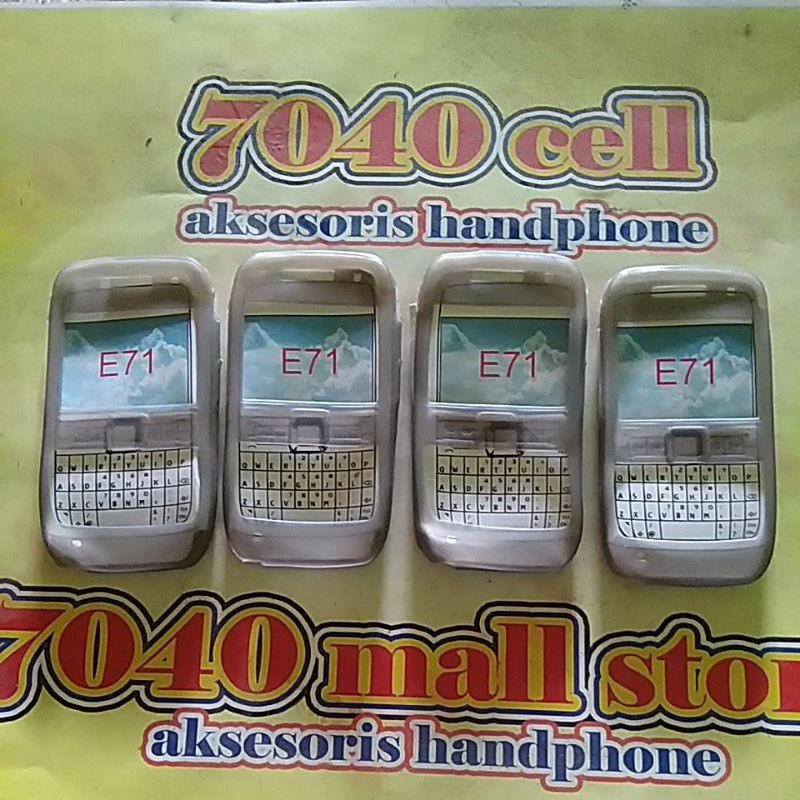 7040 cell
aksesoris handphone
E71 E71 E71 E71
Q W E R T Y U I O P
A S D F G H J K L
Z X C V B N M
7040 mall stor
aksesoris handphone